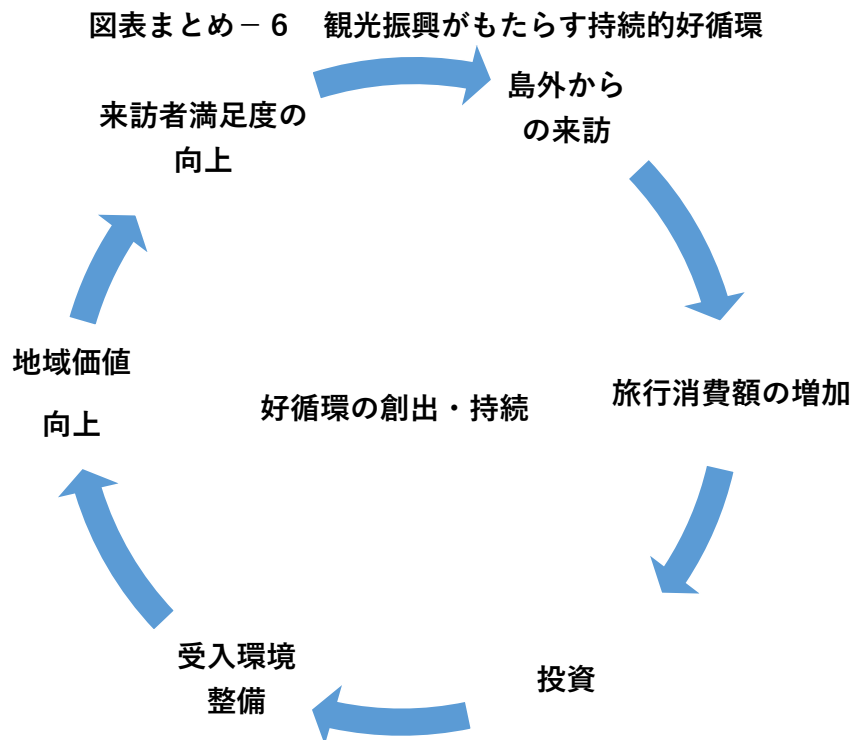 図表まとめ－６　観光振興がもたらす持続的好循環
島外から
の来訪
来訪者満足度の
向上
地域価値
向上
好循環の創出・持続
旅行消費額の増加
受入環境
整備
投資